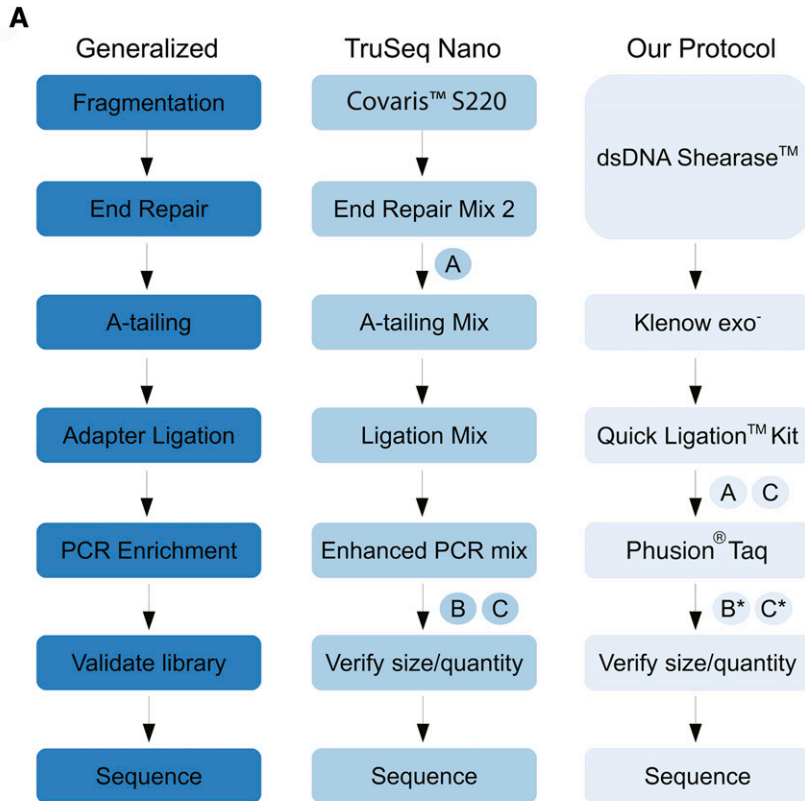 A
Generalized
Fragmentation
End Repair
A-tailing
Adapter Ligation
PCR Enrichment
Validate library
Sequence
TruSeq Nano
Covaris™ S220
End Repair Mix 2
A
A-tailing Mix
Ligation Mix
Enhanced PCR mix
B C
Verify size/quantity
Sequence
Our Protocol
dsDNA Shearase™
Klenow exo⁻
Quick Ligation™ Kit
A C
Phusion® Taq
B* C*
Verify size/quantity
Sequence